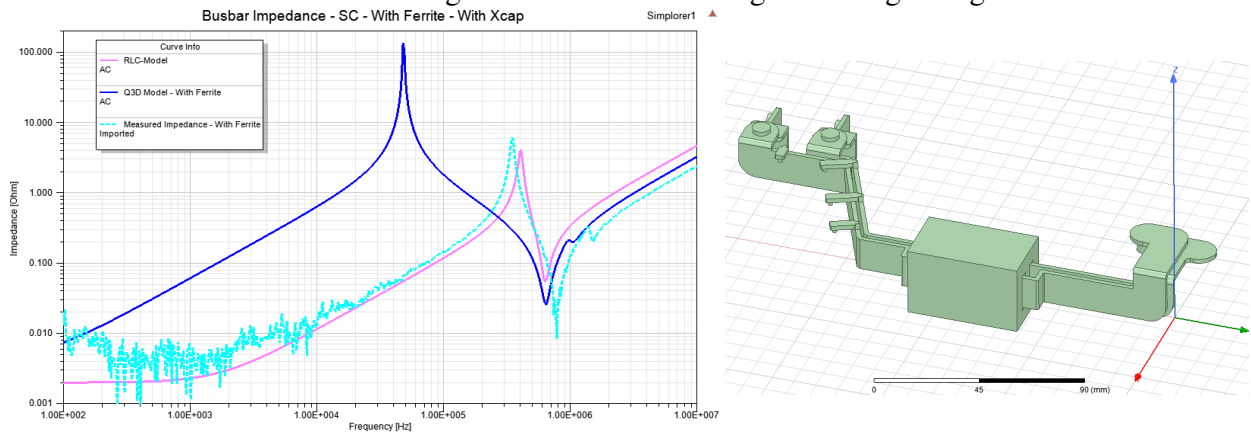 Busbar Impedance - SC - With Ferrite - With Xcap
Simplorer1
Curve Info
RLC-Model
AC
Q3D Model - With Ferrite
AC
Measured Impedance - With Ferrite
Imported
100.000
10.000
1.000
0.100
0.010
0.001
Impedance [Ohm]
1.00E+002
1.00E+003
1.00E+004
1.00E+005
1.00E+006
1.00E+007
Frequency [Hz]
Z
0
45
90 (mm)